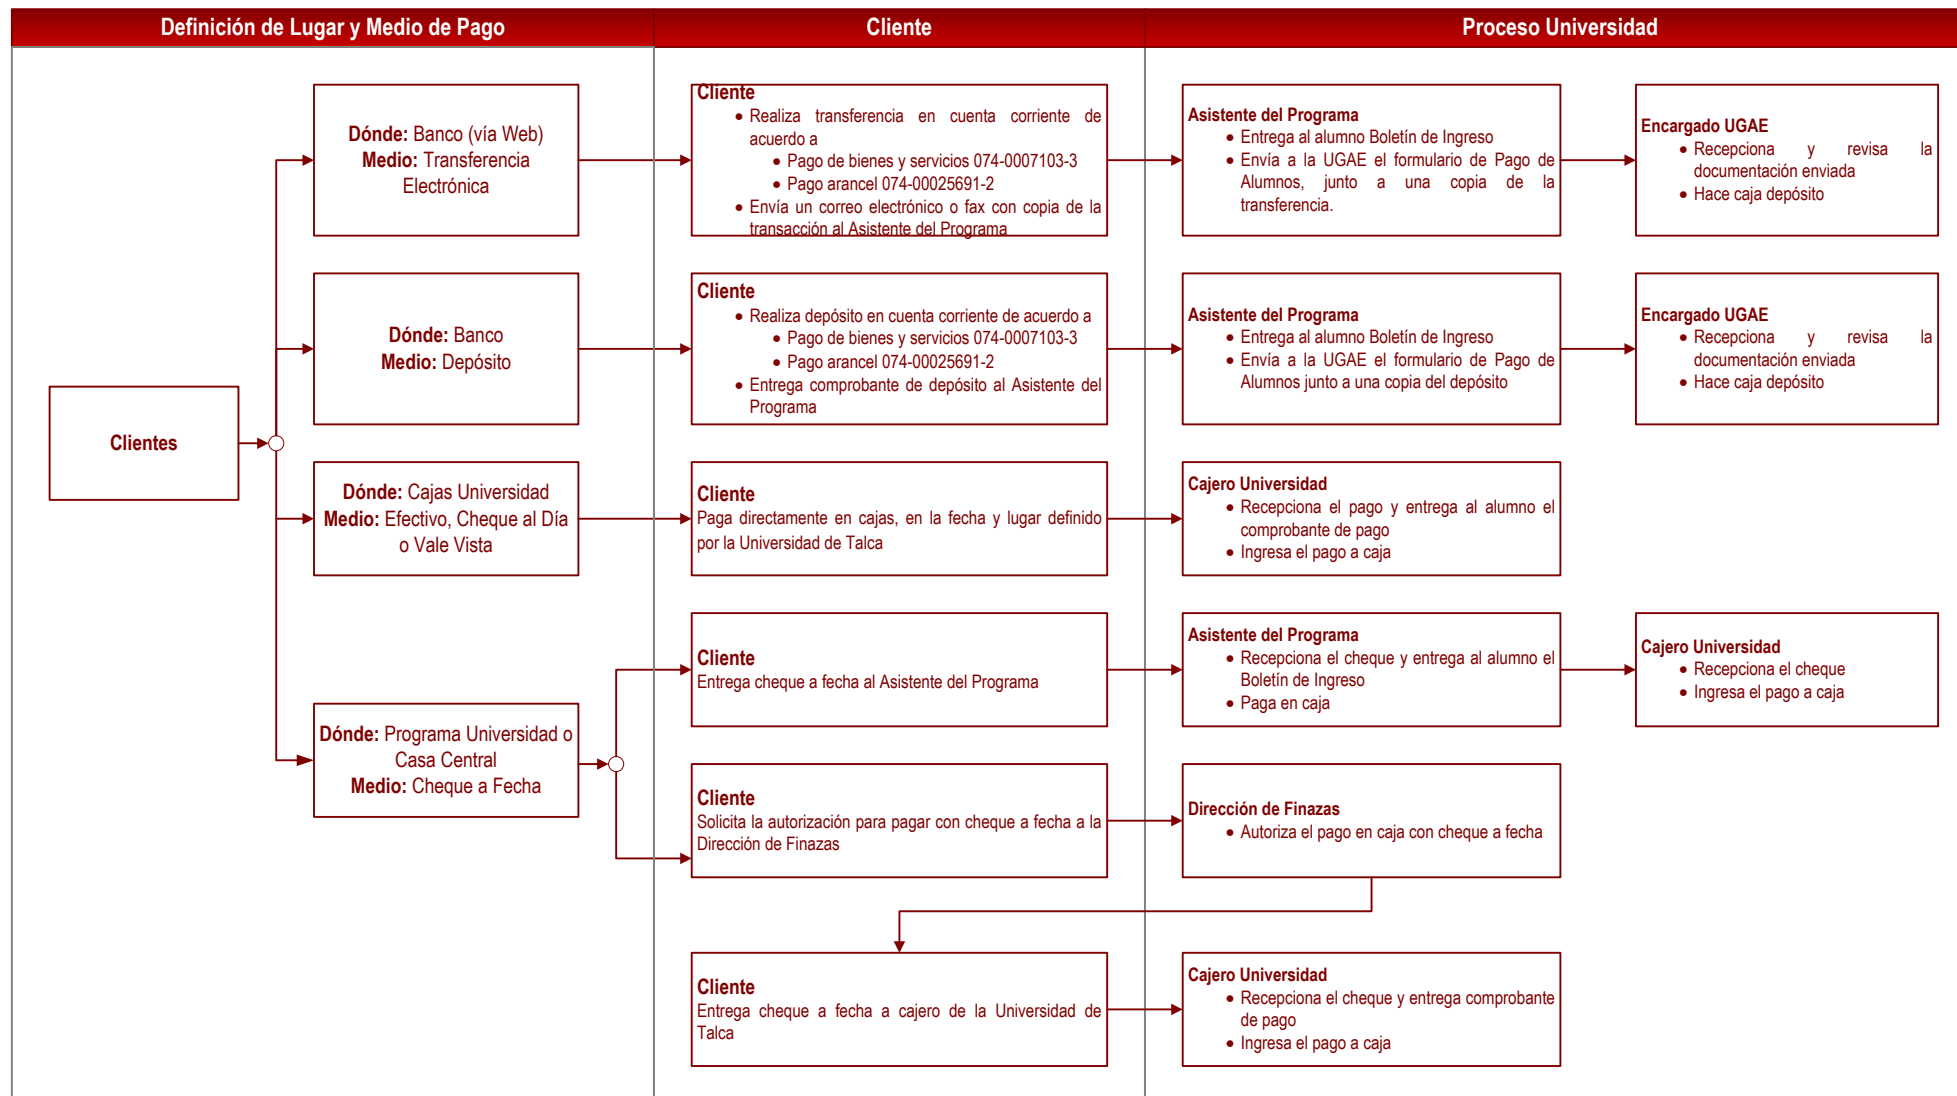 Definición de Lugar y Medio de Pago
Cliente
Proceso Universidad
Clientes
Dónde: Banco (vía Web)
Medio: Transferencia
Electrónica
Cliente
• Realiza transferencia en cuenta corriente de
acuerdo a
• Pago de bienes y servicios 074-0007103-3
• Pago arancel 074-00025691-2
• Envía un correo electrónico o fax con copia de la
transacción al Asistente del Programa
Asistente del Programa
• Entrega al alumno Boletín de Ingreso
• Envía a la UGAE el formulario de Pago de
Alumnos, junto a una copia de la
transferencia.
Encargado UGAE
• Recepciona y revisa la
documentación enviada
• Hace caja depósito
Dónde: Banco
Medio: Depósito
Cliente
• Realiza depósito en cuenta corriente de acuerdo a
• Pago de bienes y servicios 074-0007103-3
• Pago arancel 074-00025691-2
• Entrega comprobante de depósito al Asistente del
Programa
Asistente del Programa
• Entrega al alumno Boletín de Ingreso
• Envía a la UGAE el formulario de Pago de
Alumnos junto a una copia del depósito
Encargado UGAE
• Recepciona y revisa la
documentación enviada
• Hace caja depósito
Dónde: Cajas Universidad
Medio: Efectivo, Cheque al Día
o Vale Vista
Cliente
Paga directamente en cajas, en la fecha y lugar definido
por la Universidad de Talca
Cajero Universidad
• Recepciona el pago y entrega al alumno el
comprobante de pago
• Ingresa el pago a caja
Dónde: Programa Universidad o
Casa Central
Medio: Cheque a Fecha
Cliente
Entrega cheque a fecha al Asistente del Programa
Asistente del Programa
• Recepciona el cheque y entrega al alumno el
Boletín de Ingreso
• Paga en caja
Cajero Universidad
• Recepciona el cheque
• Ingresa el pago a caja
Cliente
Solicita la autorización para pagar con cheque a fecha a la
Dirección de Finazas
Dirección de Finazas
• Autoriza el pago en caja con cheque a fecha
Cliente
Entrega cheque a fecha a cajero de la Universidad de
Talca
Cajero Universidad
• Recepciona el cheque y entrega comprobante
de pago
• Ingresa el pago a caja